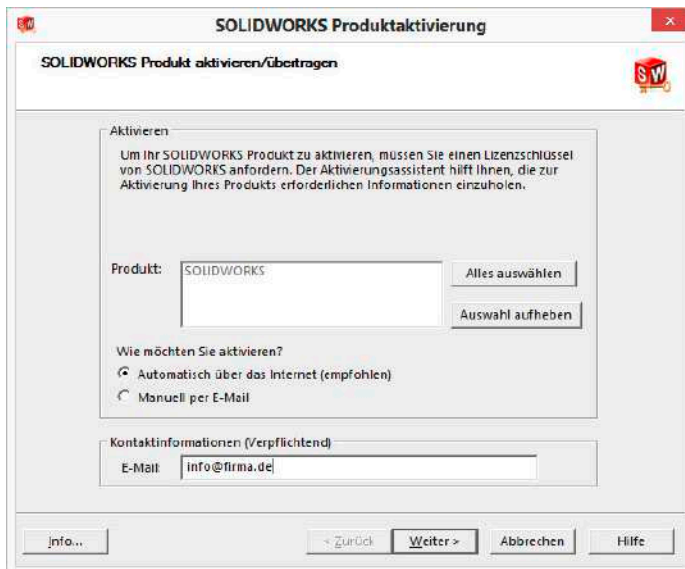 SOLIDWORKS Produktaktivierung
SOLIDWORKS Produkt aktivieren/übertragen
SW
Aktivieren
Um Ihr SOLIDWORKS Produkt zu aktivieren, müssen Sie einen Lizenzschlüssel
von SOLIDWORKS anfordern. Der Aktivierungsassistent hilft Ihnen, die zur
Aktivierung Ihres Produkts erforderlichen Informationen einzuholen.
Produkt:
SOLIDWORKS
Alles auswählen
Auswahl aufheben
Wie möchten Sie aktivieren?
Automatisch über das Internet (empfohlen)
Manuell per E-Mail
Kontaktinformationen (Verpflichtend)
E-Mail: info@firma.de
Info... < Zurück Weiter > Abbrechen Hilfe